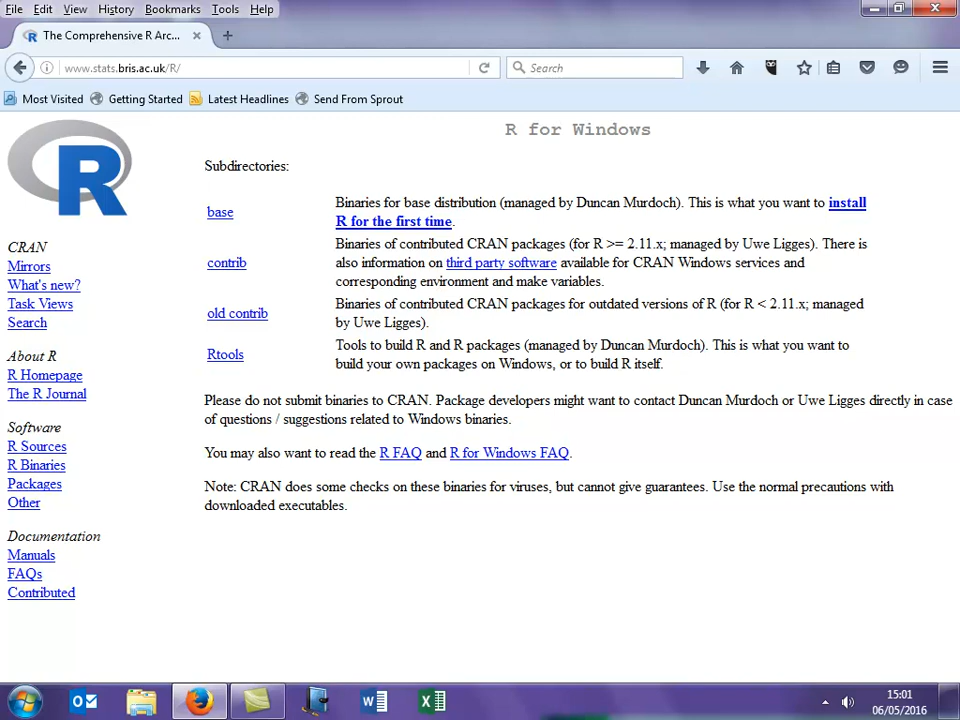 File Edit View History Bookmarks Tools Help
The Comprehensive R Arc...
www.stats.bris.ac.uk/R/
Search
Most Visited Getting Started Latest Headlines Send From Sprout
R
CRAN
Mirrors
What's new?
Task Views
Search
About R
R Homepage
The R Journal
Software
R Sources
R Binaries
Packages
Other
Documentation
Manuals
FAQs
Contributed
R for Windows
Subdirectories:
base
Binaries for base distribution (managed by Duncan Murdoch). This is what you want to install
R for the first time.
contrib
Binaries of contributed CRAN packages (for R >= 2.11.x; managed by Uwe Ligges). There is
also information on third party software available for CRAN Windows services and
corresponding environment and make variables.
old contrib
Binaries of contributed CRAN packages for outdated versions of R (for R < 2.11.x; managed
by Uwe Ligges).
Rtools
Tools to build R and R packages (managed by Duncan Murdoch). This is what you want to
build your own packages on Windows, or to build R itself.
Please do not submit binaries to CRAN. Package developers might want to contact Duncan Murdoch or Uwe Ligges directly in case
of questions / suggestions related to Windows binaries.
You may also want to read the R FAQ and R for Windows FAQ.
Note: CRAN does some checks on these binaries for viruses, but cannot give guarantees. Use the normal precautions with
downloaded executables.
15:01
06/05/2016